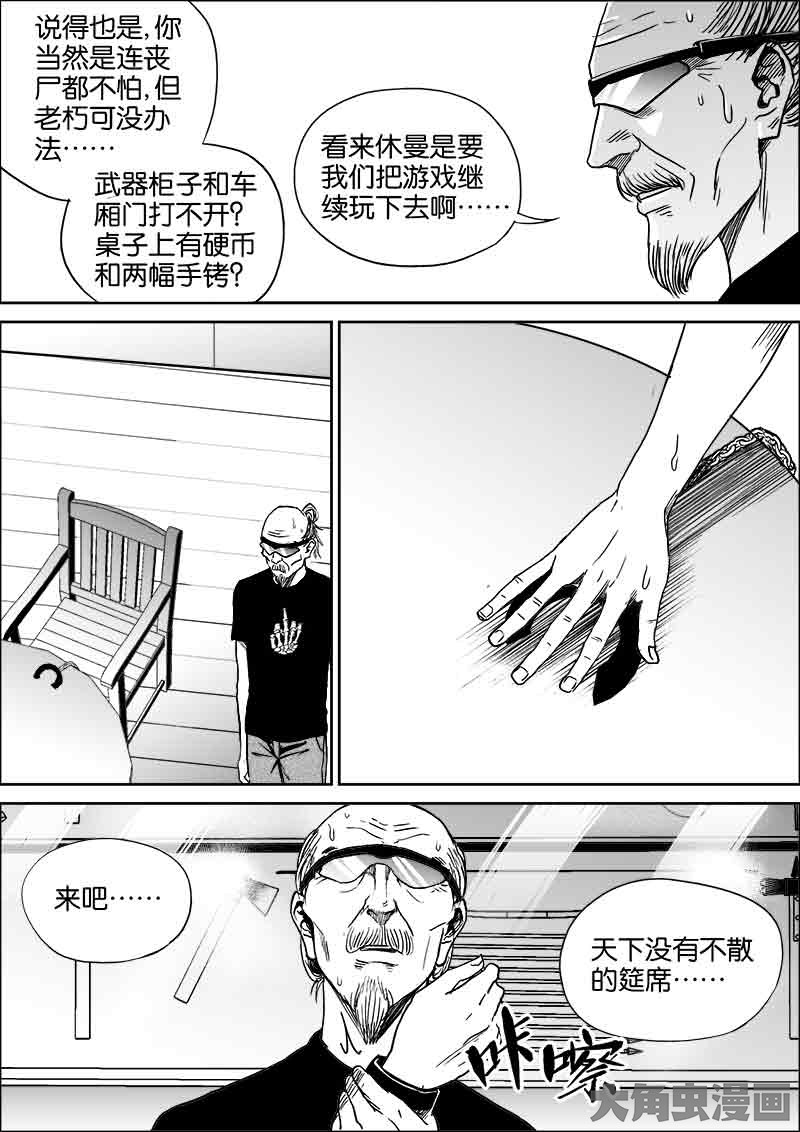 说得也是,你
当然是连丧
尸都不怕,但
老朽可没办
法……
武器柜子和车
厢门打不开?
桌子上有硬币
和两幅手铐?
看来休曼是要
我们把游戏继
续玩下去啊……
来吧……
天下没有不散
的筵席……
咔嚓
大角虫漫画